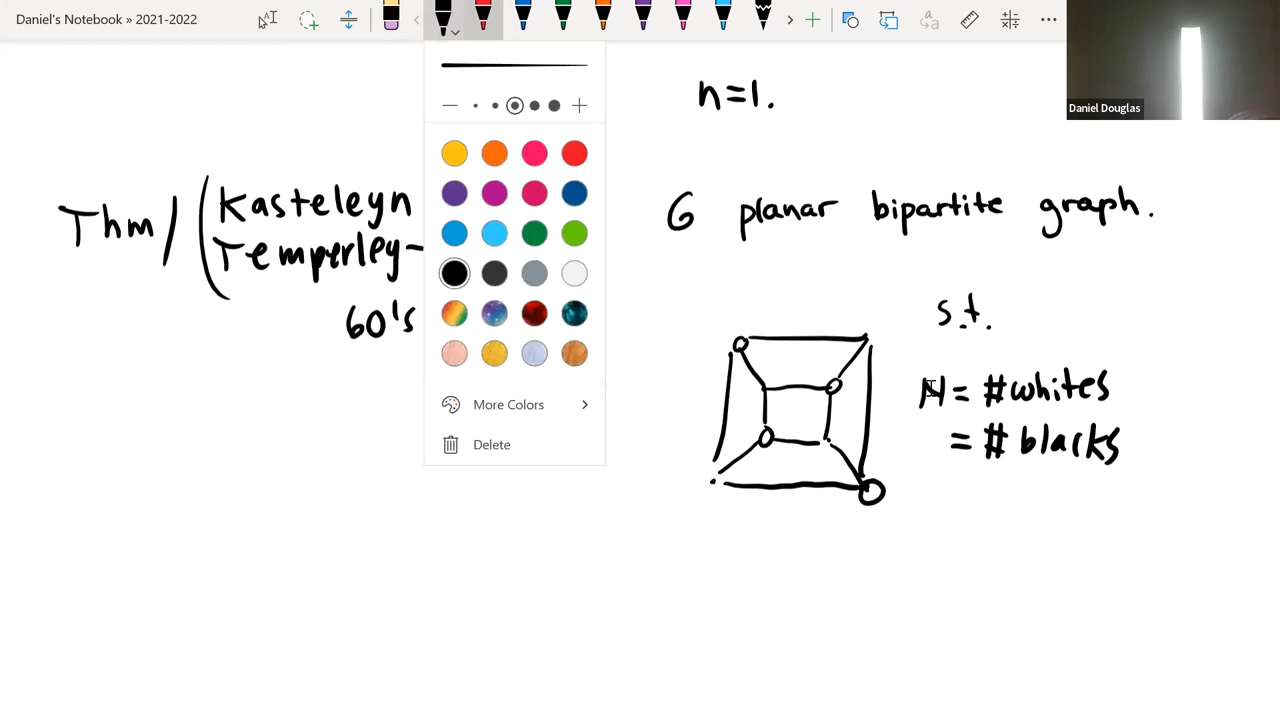 Daniel's Notebook » 2021-2022
Daniel Douglas
n=1.
Thm / (Kasteleyn
Temperley-
60's
G planar bipartite graph.
s.t.
N = #whites
= # blacks
More Colors
Delete